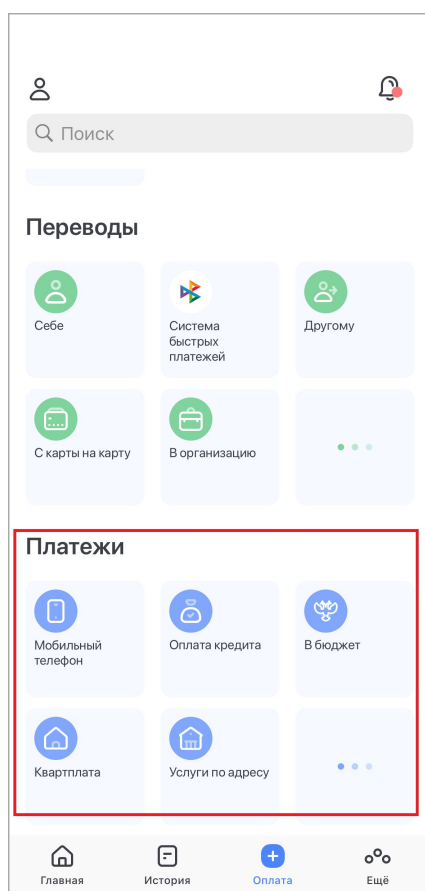 Поиск
Переводы
Себе
Система
быстрых
платежей
Другому
С карты на карту
В организацию
Платежи
Мобильный
телефон
Оплата кредита
В бюджет
Квартплата
Услуги по адресу
Главная
История
Оплата
Ещё